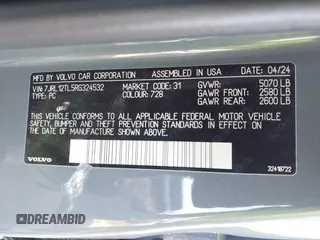 MFD BY VOLVO CAR CORPORATION
ASSEMBLED IN USA
DATE 04/24
VIN: 7JRL12TL5RG324532
MARKET CODE: 31
GVWR: 5070 LB
TYPE: PC
COLOUR: 728
GAWR FRONT 2580 LB
GAWR REAR 2600 LB
THIS VEHICLE CONFORMS TO ALL APPLICABLE FEDERAL MOTOR VEHICLE SAFETY, BUMPER AND THEFT PREVENTION STANDARDS IN EFFECT ON THE DATE OF MANUFACTURE SHOWN ABOVE.
VOLVO
32419722
DREAMBID